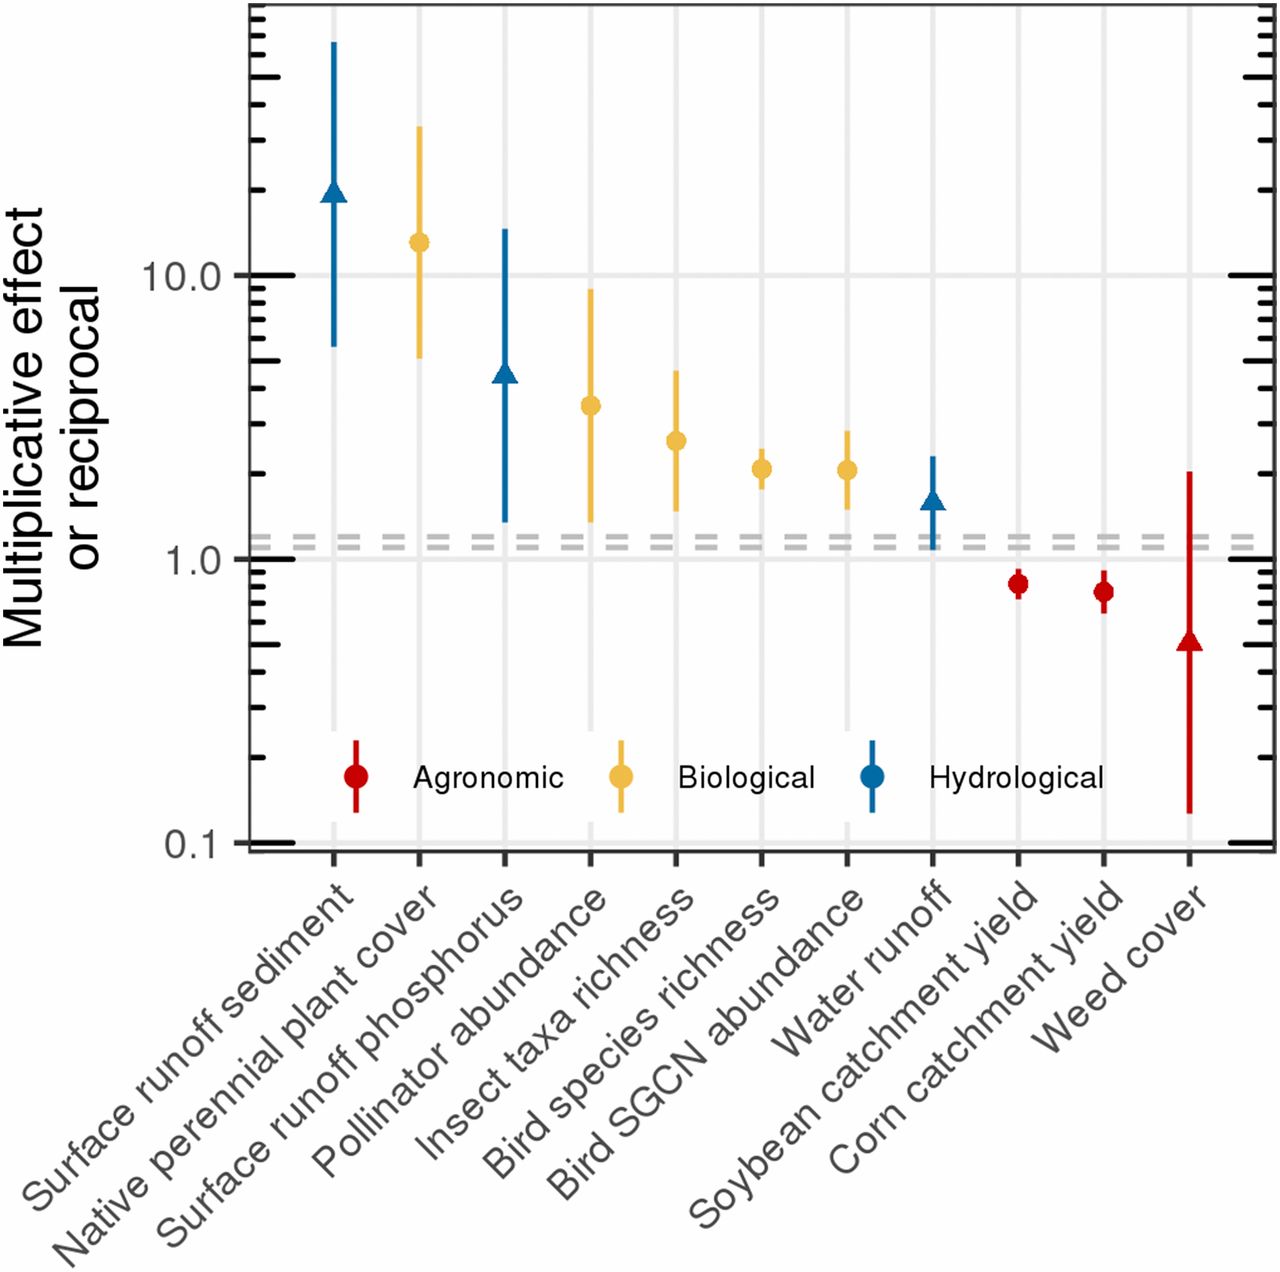 Multiplicative effect
or reciprocal
10.0
1.0
0.1
Agronomic
Biological
Hydrological
Surface runoff sediment
Native perennial plant cover
Surface runoff phosphorus
Pollinator abundance
Insect taxa richness
Bird species richness
Bird SGCN abundance
Water runoff
Soybean catchment yield
Corn catchment yield
Weed cover